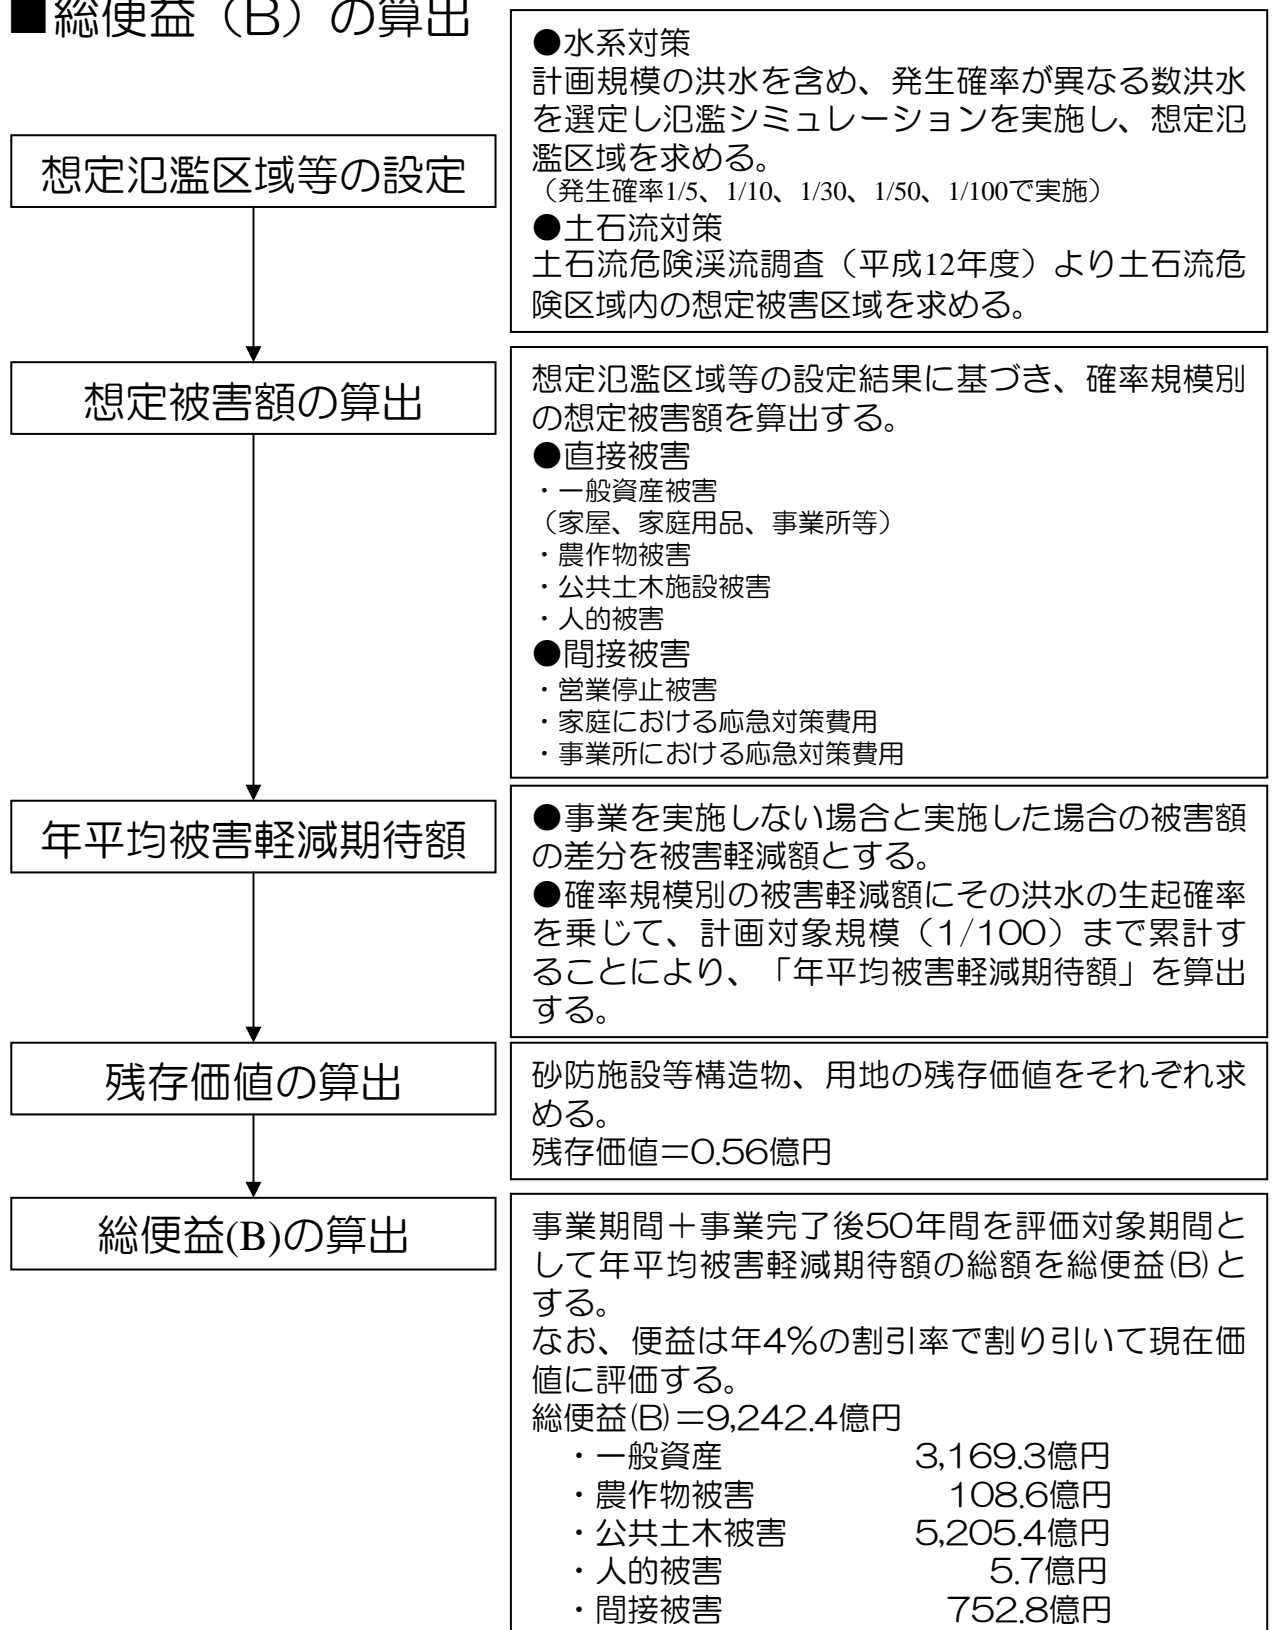 ■総便益（B）の算出
想定氾濫区域等の設定
●水系対策
計画規模の洪水を含め、発生確率が異なる数洪水
を選定し氾濫シミュレーションを実施し、想定氾
濫区域を求める。
（発生確率1/5、1/10、1/30、1/50、1/100で実施）
●土石流対策
土石流危険渓流調査（平成12年度）より土石流危
険区域内の想定被害区域を求める。
想定被害額の算出
想定氾濫区域等の設定結果に基づき、確率規模別
の想定被害額を算出する。
●直接被害
・一般資産被害
（家屋、家庭用品、事業所等）
・農作物被害
・公共土木施設被害
・人的被害
●間接被害
・営業停止被害
・家庭における応急対策費用
・事業所における応急対策費用
年平均被害軽減期待額
●事業を実施しない場合と実施した場合の被害額
の差分を被害軽減額とする。
●確率規模別の被害軽減額にその洪水の生起確率
を乗じて、計画対象規模（1/100）まで累計す
ることにより、「年平均被害軽減期待額」を算出
する。
残存価値の算出
砂防施設等構造物、用地の残存価値をそれぞれ求
める。
残存価値＝0.56億円
総便益(B)の算出
事業期間＋事業完了後50年間を評価対象期間と
して年平均被害軽減期待額の総額を総便益(B)と
する。
なお、便益は年4%の割引率で割り引いて現在価
値に評価する。
総便益(B)＝9,242.4億円
・一般資産 3,169.3億円
・農作物被害 108.6億円
・公共土木被害 5,205.4億円
・人的被害 5.7億円
・間接被害 752.8億円